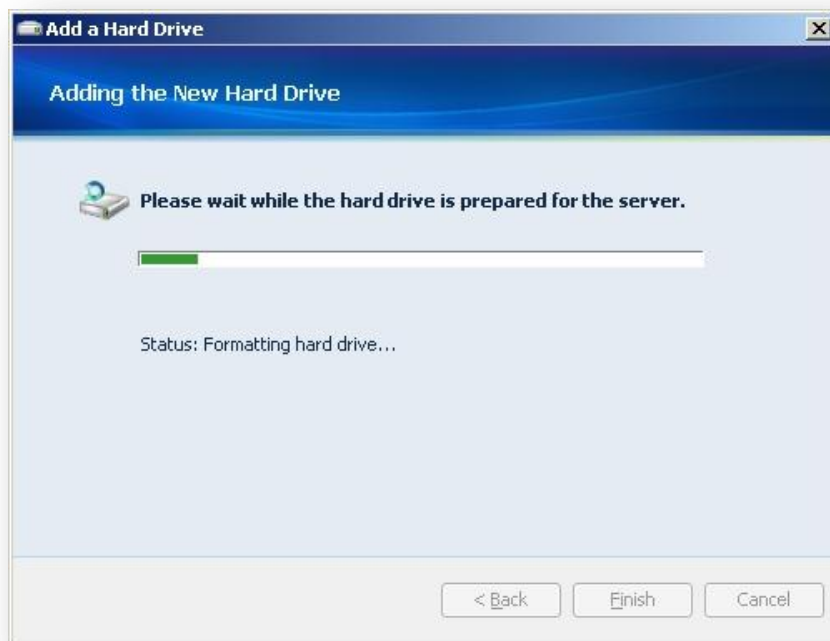 Add a Hard Drive
Adding the New Hard Drive
Please wait while the hard drive is prepared for the server.
Status: Formatting hard drive...
< Back Finish Cancel